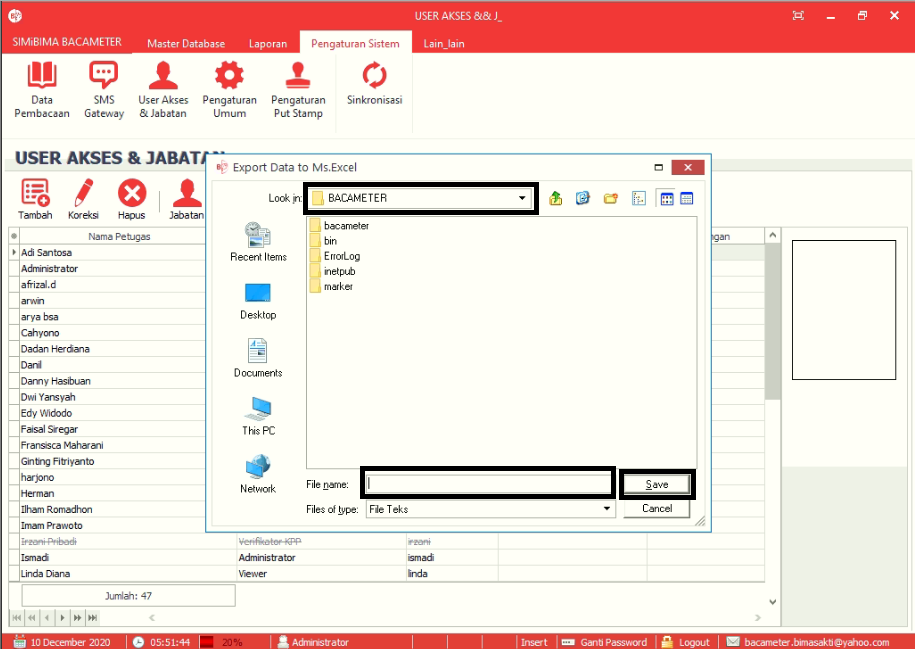 USER AKSES && J_
SIMiBIMA BACAMETER
Master Database
Laporan
Pengaturan Sistem
Lain_lain
Data
Pembacaan
SMS
Gateway
User Akses
& Jabatan
Pengaturan
Umum
Pengaturan
Put Stamp
Sinkronisasi
USER AKSES & JABATAN
Tambah
Koreksi
Hapus
Jabatan
Nama Petugas
Adi Santosa
Administrator
afrizal.d
arwin
arya bsa
Cahyono
Dadan Herdiana
Danil
Danny Hasibuan
Dwi Yansyah
Edy Widodo
Faisal Siregar
Fransisca Maharani
Ginting Fitriyanto
harjono
Herman
Ilham Romadhon
Imam Prawoto
Irzani Pribadi Verifikator KPP irzani
Ismadi Administrator ismadi
Linda Diana Viewer linda
Jumlah: 47
Export Data to Ms.Excel
Look in: BACAMETER
Recent Items
Desktop
Documents
This PC
Network
bacameter
bin
ErrorLog
inetpub
marker
File name:
Save
Files of type: File Teks
Cancel
10 December 2020 05:51:44 20% Administrator Insert Ganti Password Logout bacameter.bimasakti@yahoo.com